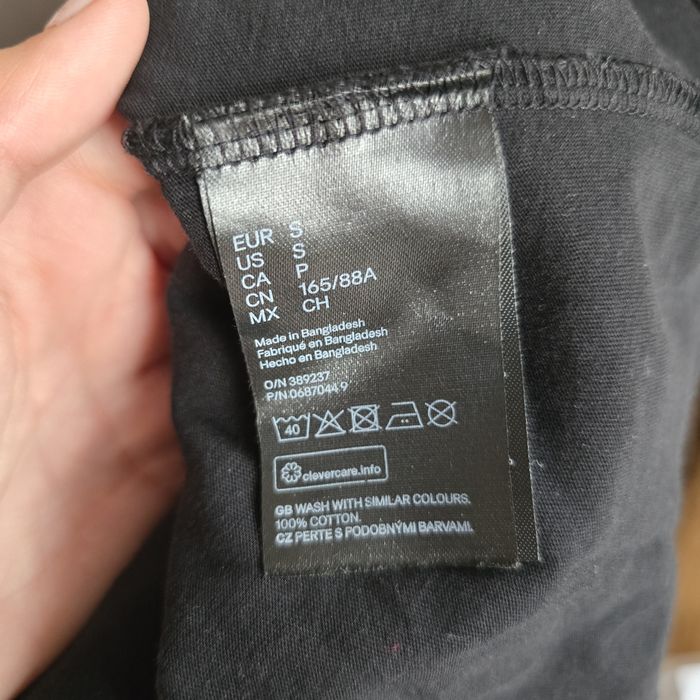 EUR S
US S
CA P
CN 165/88A
MX CH
Made in Bangladesh
Fabriqué en Bangladesh
Hecho en Bangladesh
O/N 389237
P/N 0687044 9
40
clevercare.info
GB WASH WITH SIMILAR COLOURS.
100% COTTON.
CZ PERTE S PODOBNÝMI BARVAMI.